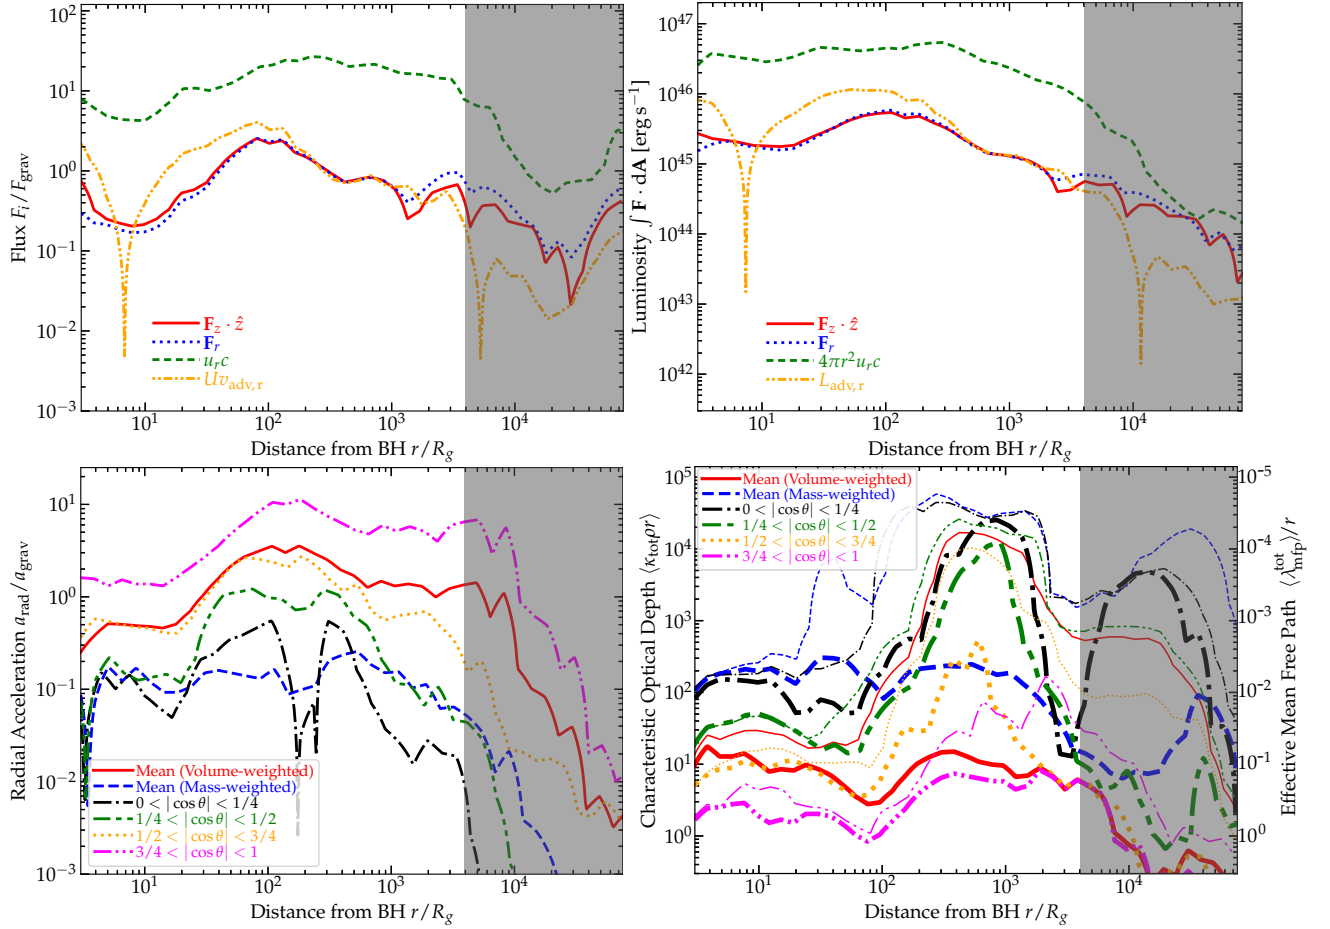 Flux F_i/F_grav
10^2
10^1
10^0
10^−1
10^−2
10^−3
F_z · ẑ
F_r
u_r c
Uv_adv, r
10^1
10^2
10^3
10^4
Distance from BH r/R_g
Luminosity ∫ F · dA [erg s^−1]
10^47
10^46
10^45
10^44
10^43
10^42
F_z · ẑ
F_r
4πr^2 u_r c
L_adv, r
10^1
10^2
10^3
10^4
Distance from BH r/R_g
Radial Acceleration a_rad/a_grav
10^1
10^0
10^−1
10^−2
10^−3
Mean (Volume-weighted)
Mean (Mass-weighted)
0 < |cos θ| < 1/4
1/4 < |cos θ| < 1/2
1/2 < |cos θ| < 3/4
3/4 < |cos θ| < 1
10^1
10^2
10^3
10^4
Distance from BH r/R_g
Characteristic Optical Depth ⟨κ_tot ρr⟩
10^5
10^4
10^3
10^2
10^1
10^0
Mean (Volume-weighted)
Mean (Mass-weighted)
0 < |cos θ| < 1/4
1/4 < |cos θ| < 1/2
1/2 < |cos θ| < 3/4
3/4 < |cos θ| < 1
10^−5
10^−4
10^−3
10^−2
10^−1
10^0
Effective Mean Free Path ⟨λ_mfp^tot⟩/r
10^1
10^2
10^3
10^4
Distance from BH r/R_g